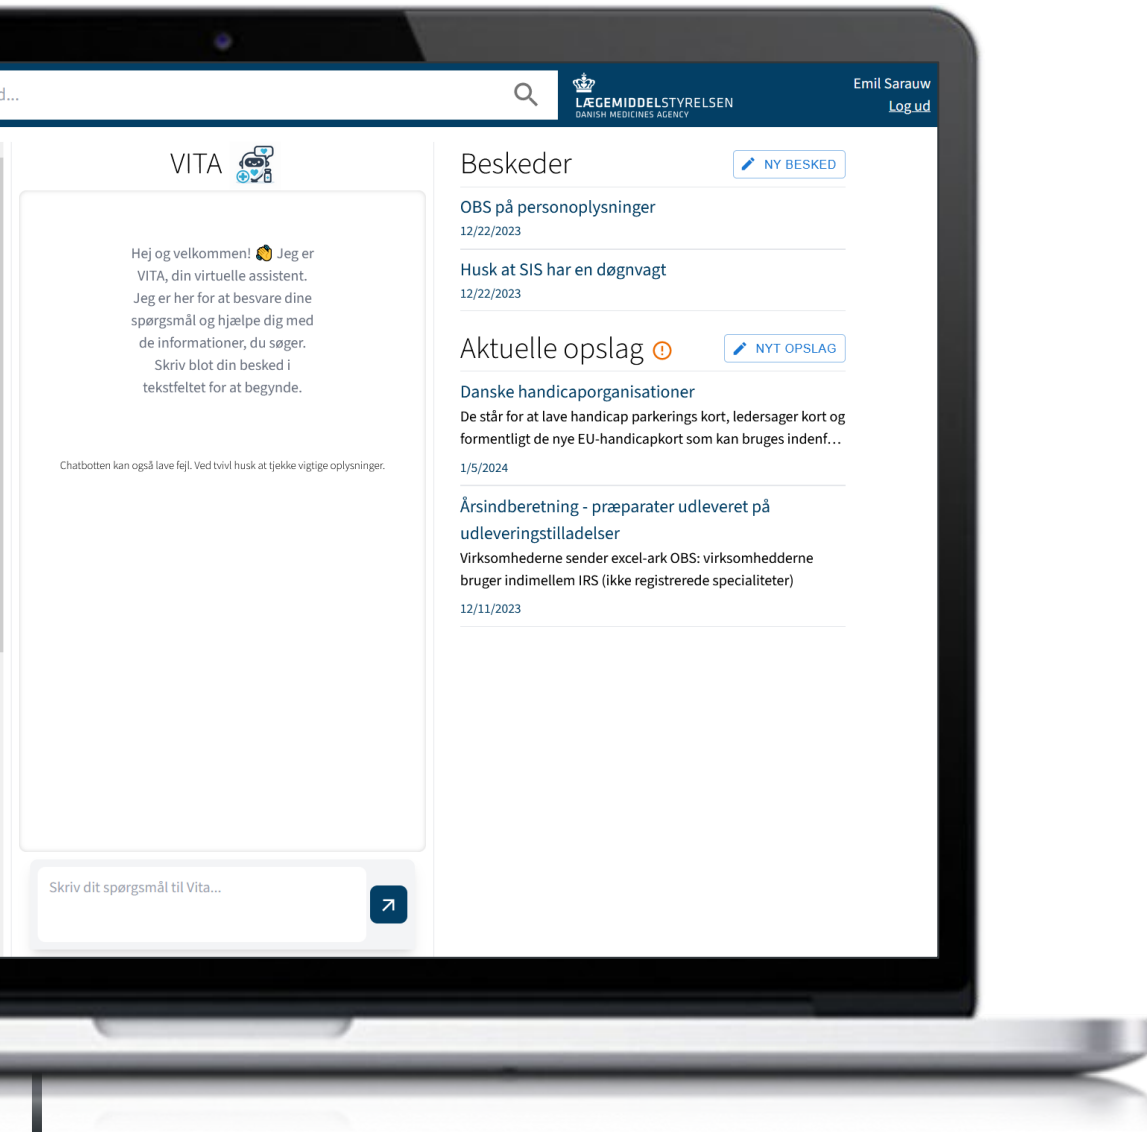 d...
LÆGEMIDDELSTYRELSEN
DANISH MEDICINES AGENCY
Emil Sarauw
Log ud
VITA
Hej og velkommen! 👏 Jeg er
VITA, din virtuelle assistent.
Jeg er her for at besvare dine
spørgsmål og hjælpe dig med
de informationer, du søger.
Skriv blot din besked i
tekstfeltet for at begynde.
Chatbotten kan også lave fejl. Ved tvivl husk at tjekke vigtige oplysninger.
Skriv dit spørgsmål til Vita...
Beskeder
NY BESKED
OBS på personoplysninger
12/22/2023
Husk at SIS har en døgnvagt
12/22/2023
Aktuelle opslag
NYT OPSLAG
Danske handicaporganisationer
De står for at lave handicap parkerings kort, ledersager kort og
formentligt de nye EU-handicapkort som kan bruges indenf...
1/5/2024
Årsindberetning - præparater udleveret på
udleveringstilladelser
Virksomhederne sender excel-ark OBS: virksomhedderne
bruger indimellem IRS (ikke registrerede specialiteter)
12/11/2023